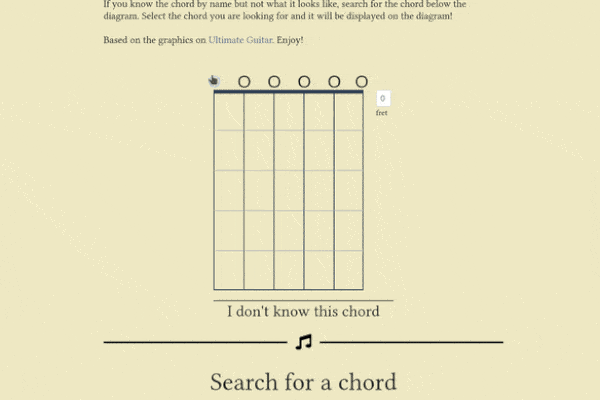 If you know the chord by name but not what it looks like, search for the chord below the
diagram. Select the chord you are looking for and it will be displayed on the diagram!
Based on the graphics on Ultimate Guitar. Enjoy!
0
fret
I don't know this chord
Search for a chord